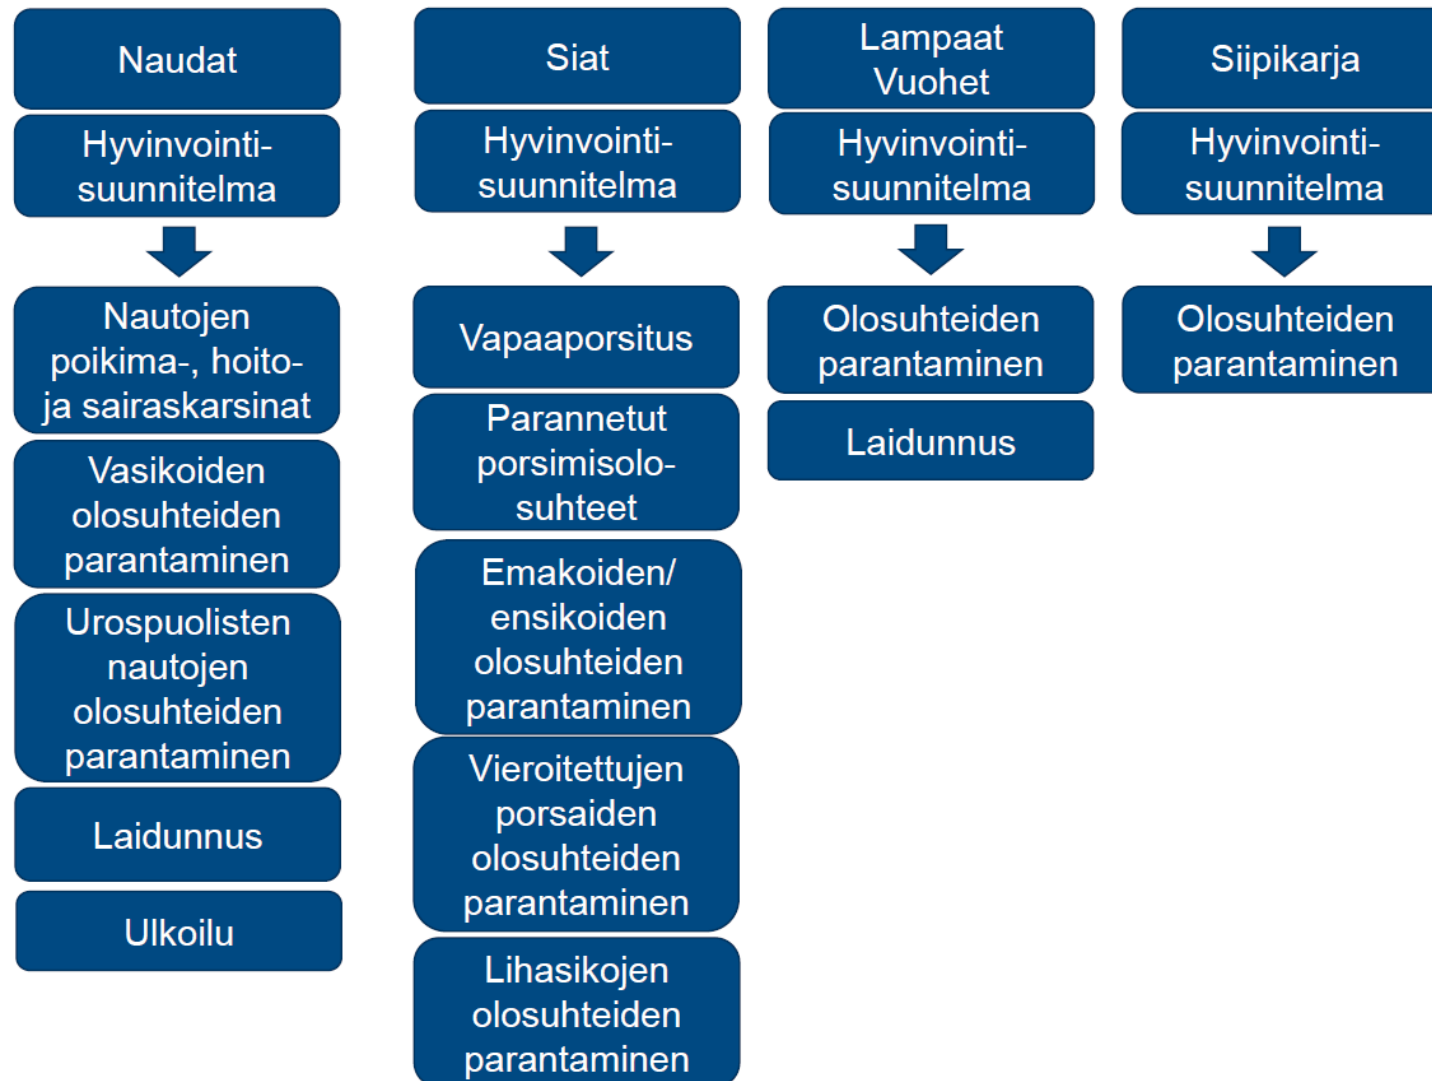 Naudat
Hyvinvointi-
suunnitelma
Nautojen
poikima-, hoito-
ja sairaskarsinat
Vasikoiden
olosuhteiden
parantaminen
Urospuolisten
nautojen
olosuhteiden
parantaminen
Laidunnus
Ulkoilu
Siat
Hyvinvointi-
suunnitelma
Vapaaporsitus
Parannetut
porsimisolo-
suhteet
Emakoiden/
ensikoiden
olosuhteiden
parantaminen
Vieroitettujen
porsaiden
olosuhteiden
parantaminen
Lihasikojen
olosuhteiden
parantaminen
Lampaat
Vuohet
Hyvinvointi-
suunnitelma
Olosuhteiden
parantaminen
Laidunnus
Siipikarja
Hyvinvointi-
suunnitelma
Olosuhteiden
parantaminen